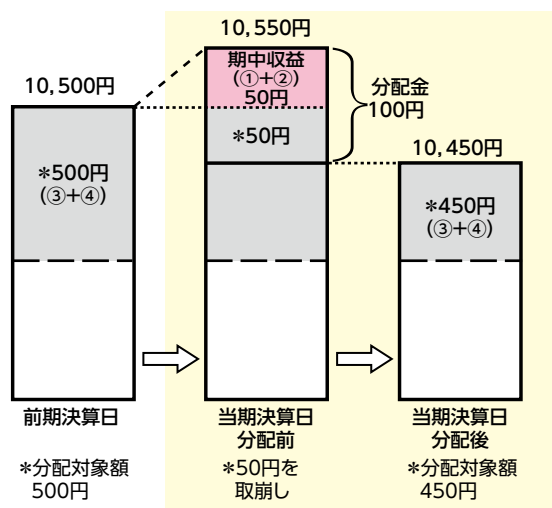 10,500円
*500円
(③+④)
前期決算日
*分配対象額
500円
10,550円
期中収益
(①+②)
50円
*50円
分配金
100円
当期決算日
分配前
*50円を
取崩し
10,450円
*450円
(③+④)
当期決算日
分配後
*分配対象額
450円